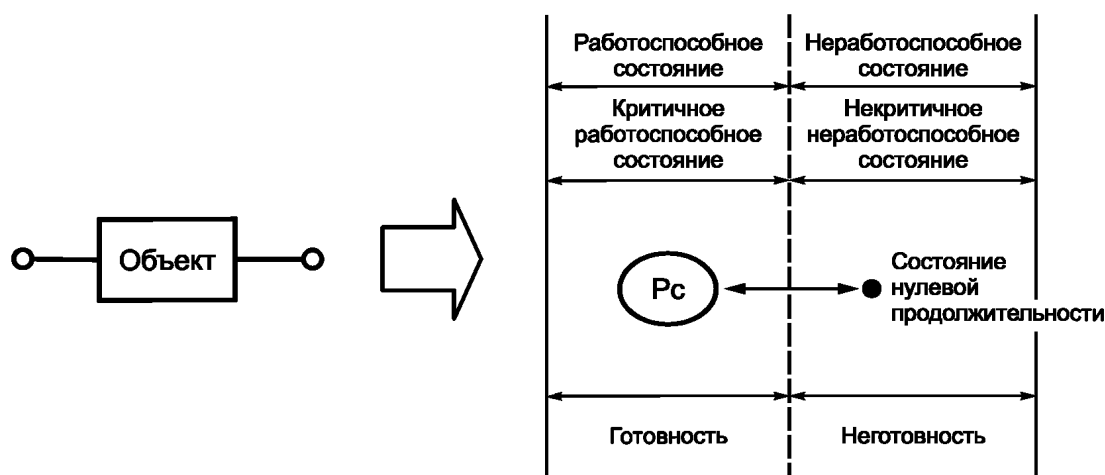 Объект
Работоспособное
состояние
Неработоспособное
состояние
Критичное
работоспособное
состояние
Некритичное
неработоспособное
состояние
Рс
Состояние
нулевой
продолжительности
Готовность
Неготовность